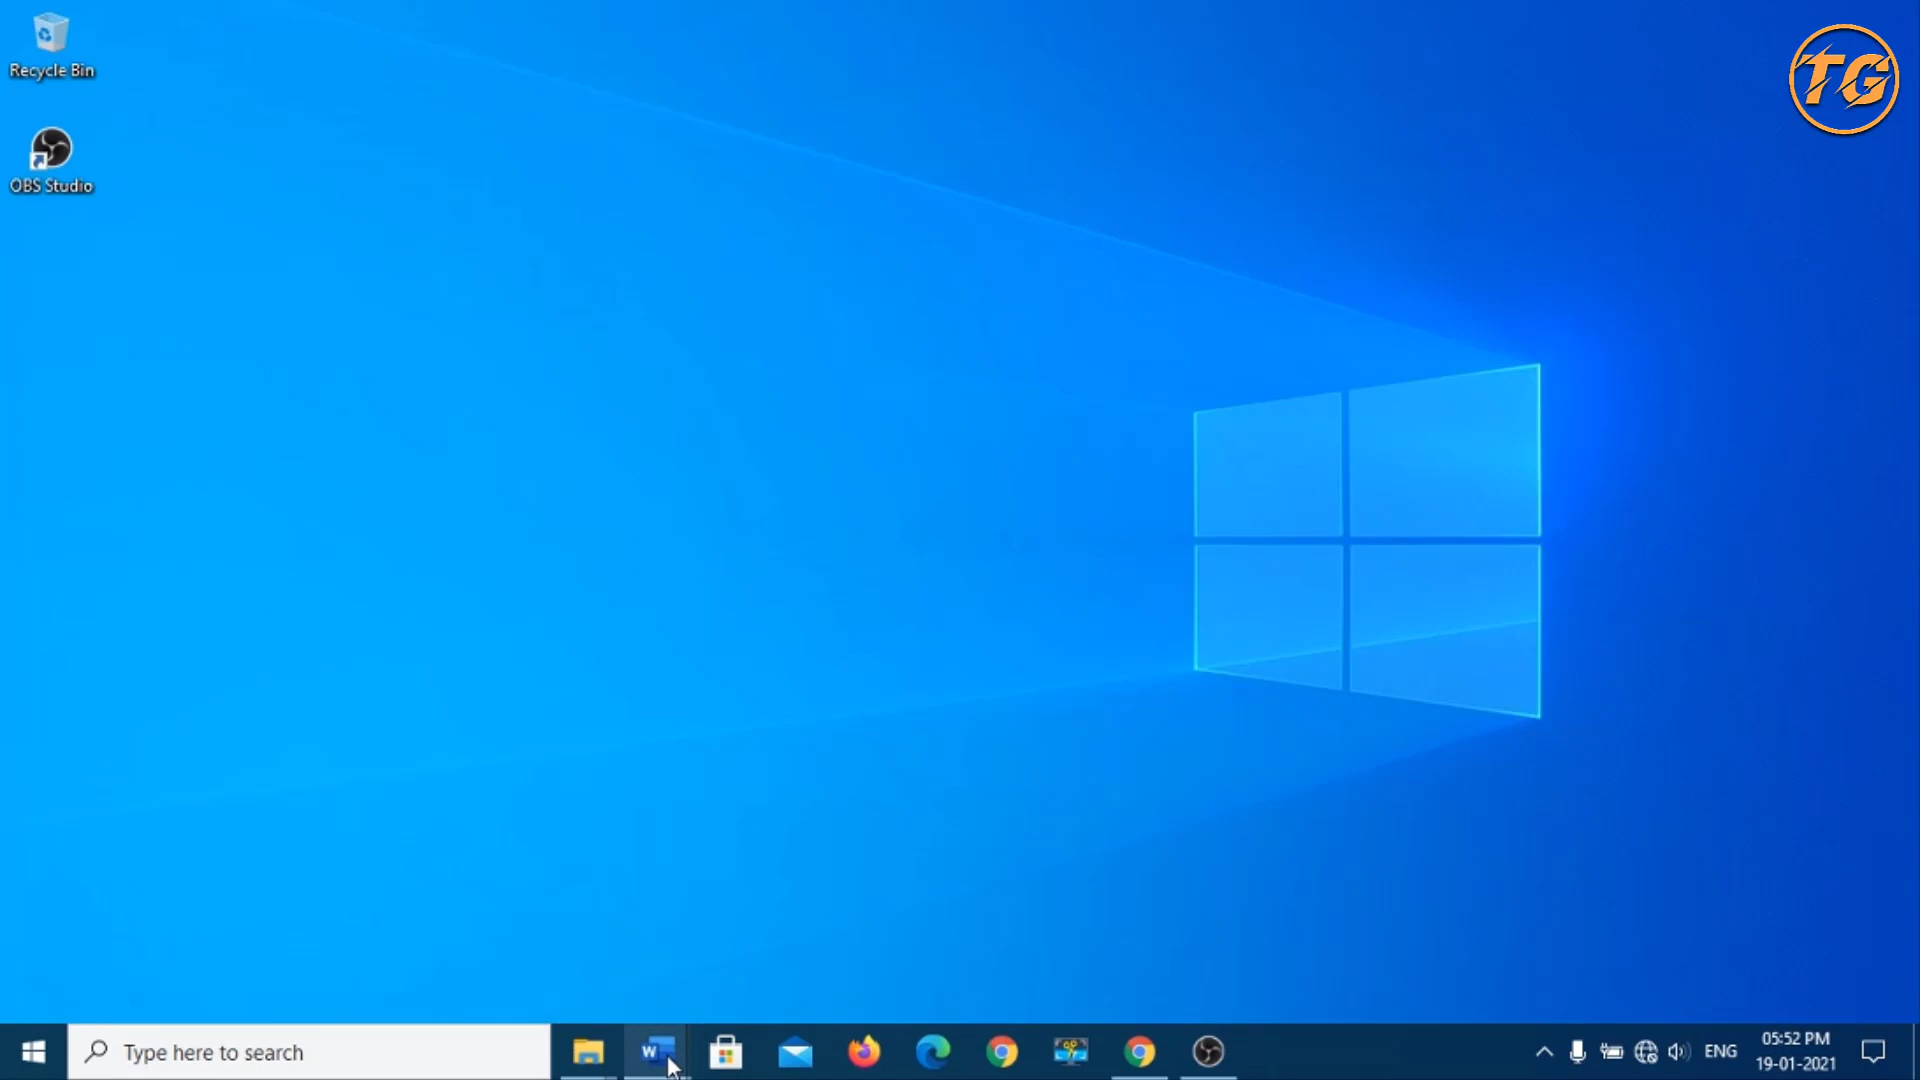 Recycle Bin
TG
OBS Studio
Type here to search
W
ENG
05:52 PM
19-01-2021